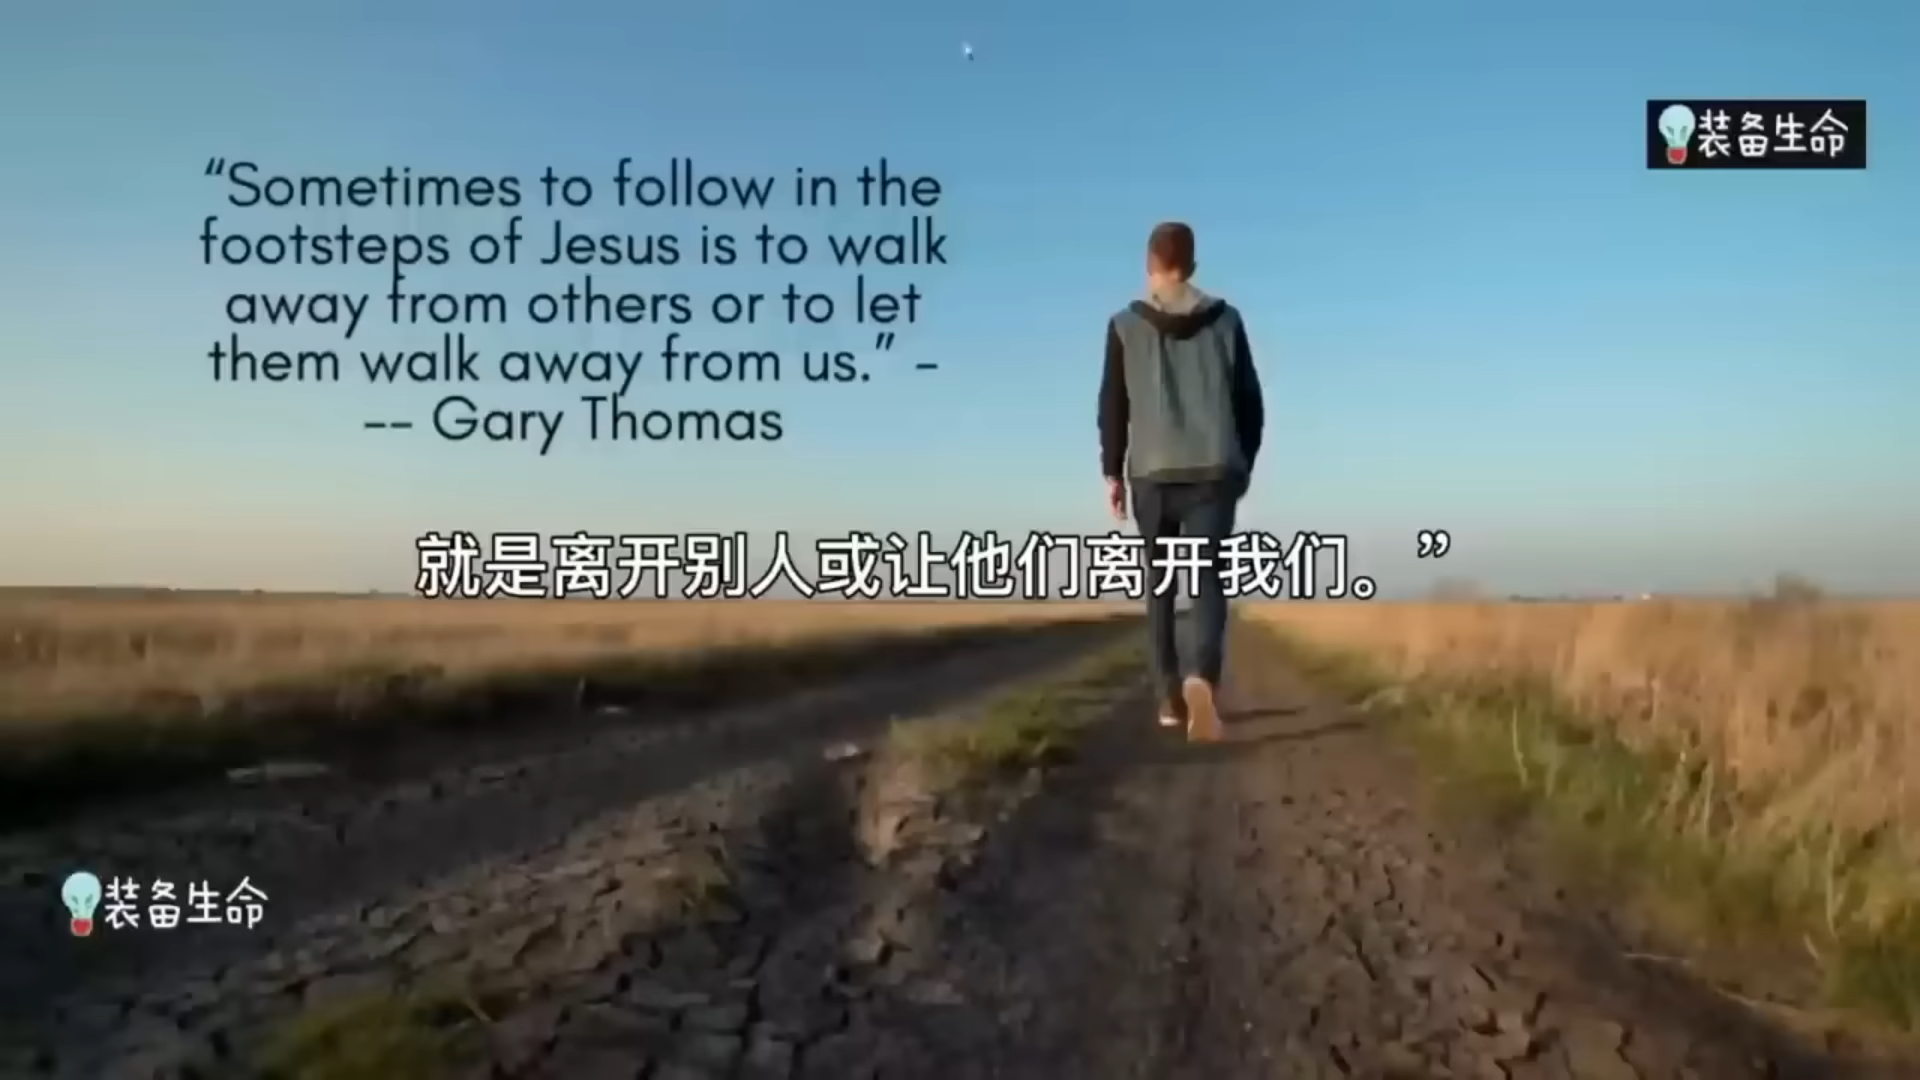 装备生命
“Sometimes to follow in the
footsteps of Jesus is to walk
away from others or to let
them walk away from us.” -
-- Gary Thomas
就是离开别人或让他们离开我们。”
装备生命